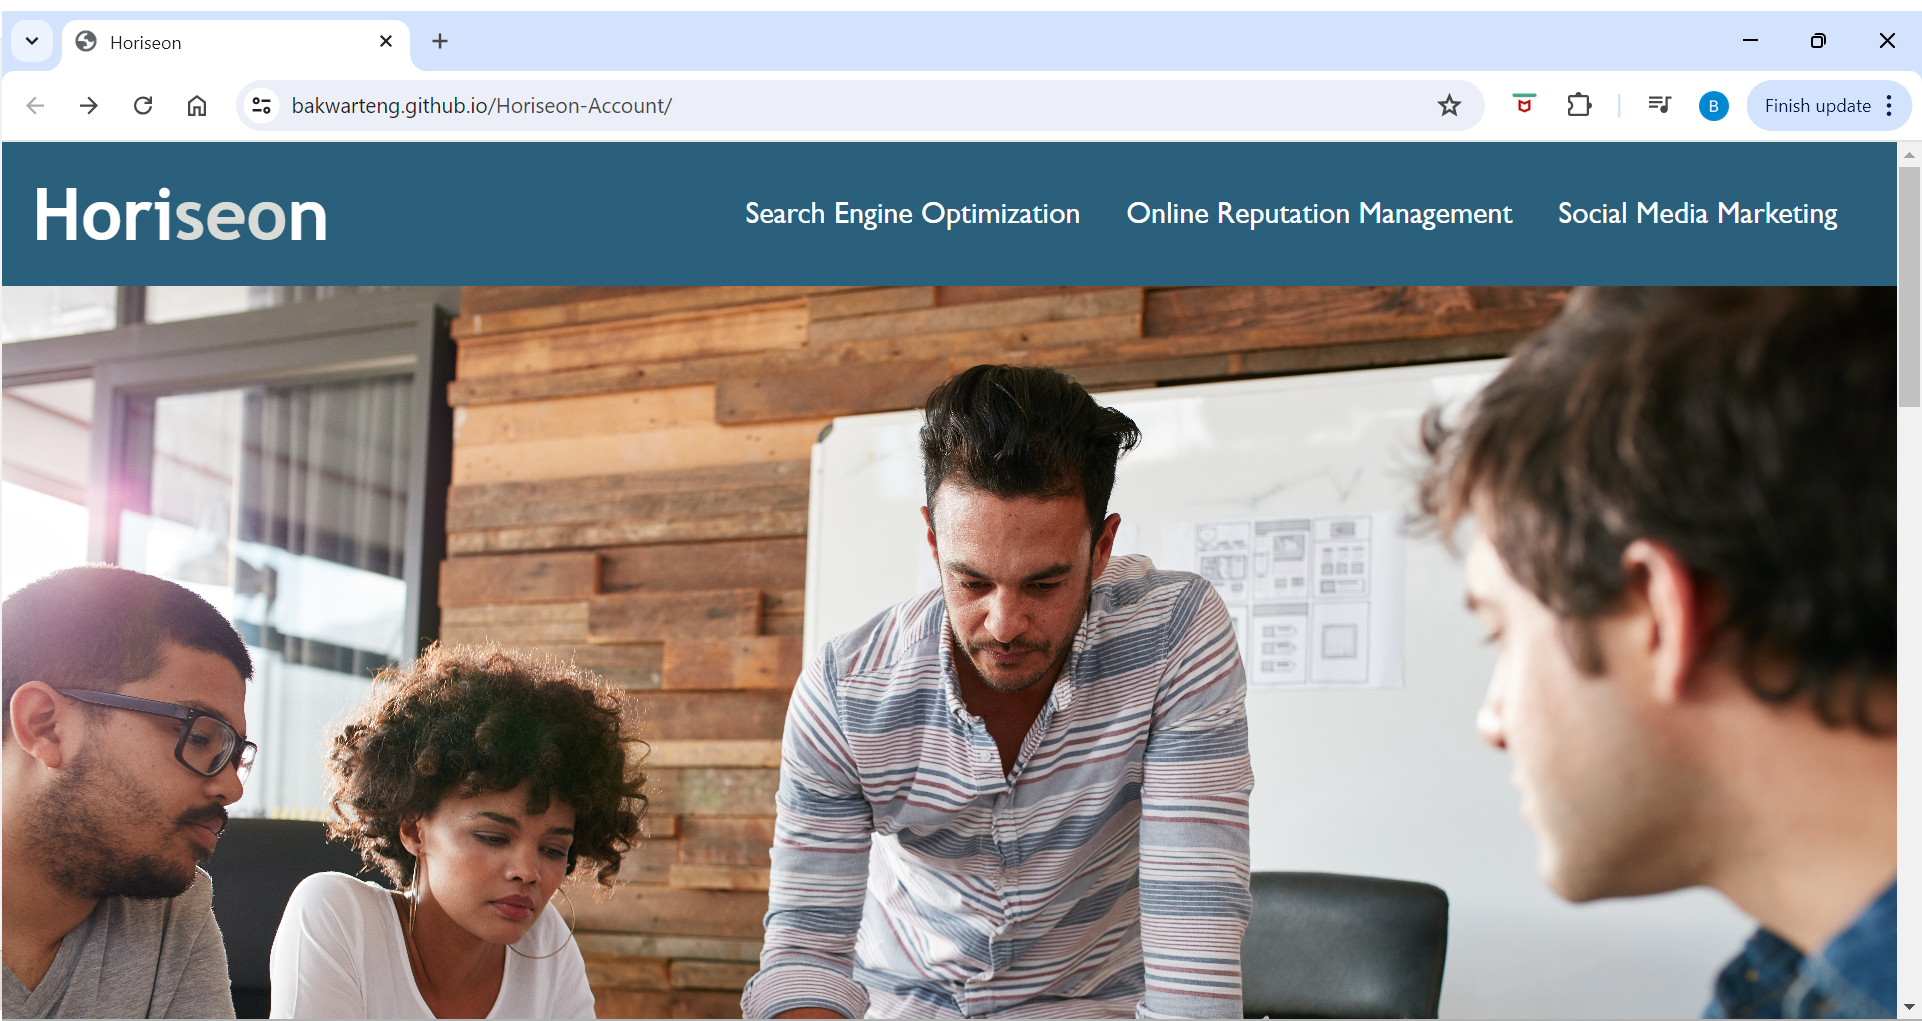 Horiseon
bakwarteng.github.io/Horiseon-Account/
B
Finish update
Horiseon
Search Engine Optimization Online Reputation Management Social Media Marketing